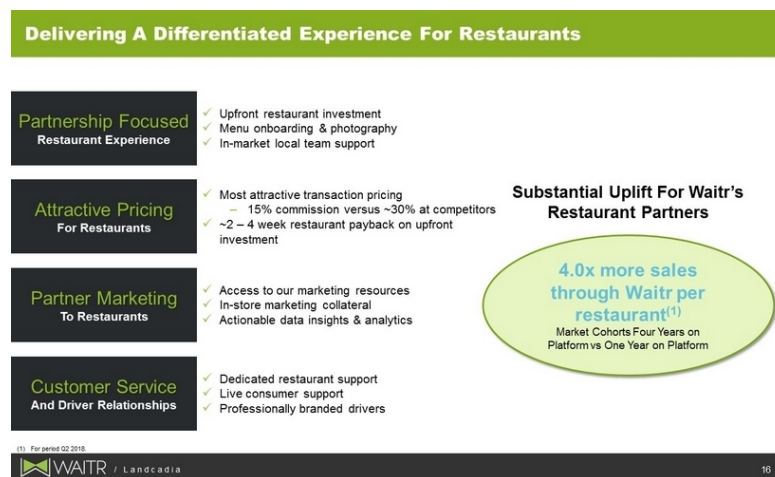 Delivering A Differentiated Experience For Restaurants
Partnership Focused
Restaurant Experience
✓ Upfront restaurant investment
✓ Menu onboarding & photography
✓ In-market local team support
Attractive Pricing
For Restaurants
✓ Most attractive transaction pricing
– 15% commission versus ~30% at competitors
✓ ~2 – 4 week restaurant payback on upfront
investment
Partner Marketing
To Restaurants
✓ Access to our marketing resources
✓ In-store marketing collateral
✓ Actionable data insights & analytics
Customer Service
And Driver Relationships
✓ Dedicated restaurant support
✓ Live consumer support
✓ Professionally branded drivers
Substantial Uplift For Waitr’s
Restaurant Partners
4.0x more sales
through Waitr per
restaurant(1)
Market Cohorts Four Years on
Platform vs One Year on Platform
(1) For period Q2 2018.
WAITR / Landcadia
16